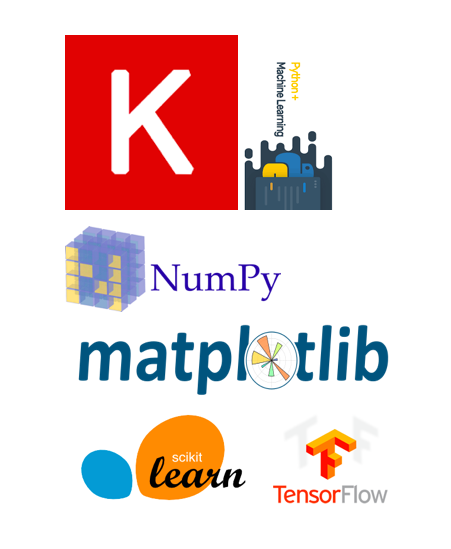 K
Python +
Machine Learning
NumPy
matplotlib
scikit
learn
TensorFlow